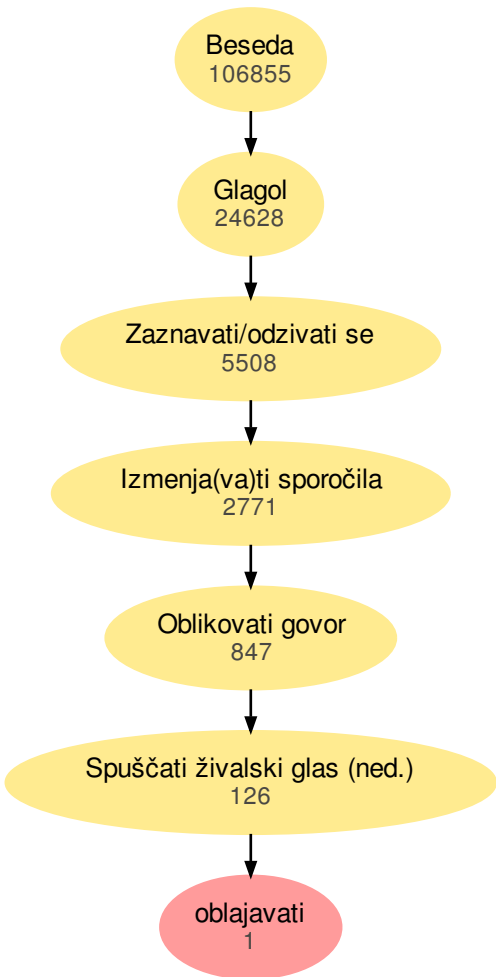 Beseda
106855
Glagol
24628
Zaznavati/odzivati se
5508
Izmenja(va)ti sporočila
2771
Oblikovati govor
847
Spuščati živalski glas (ned.)
126
oblajavati
1